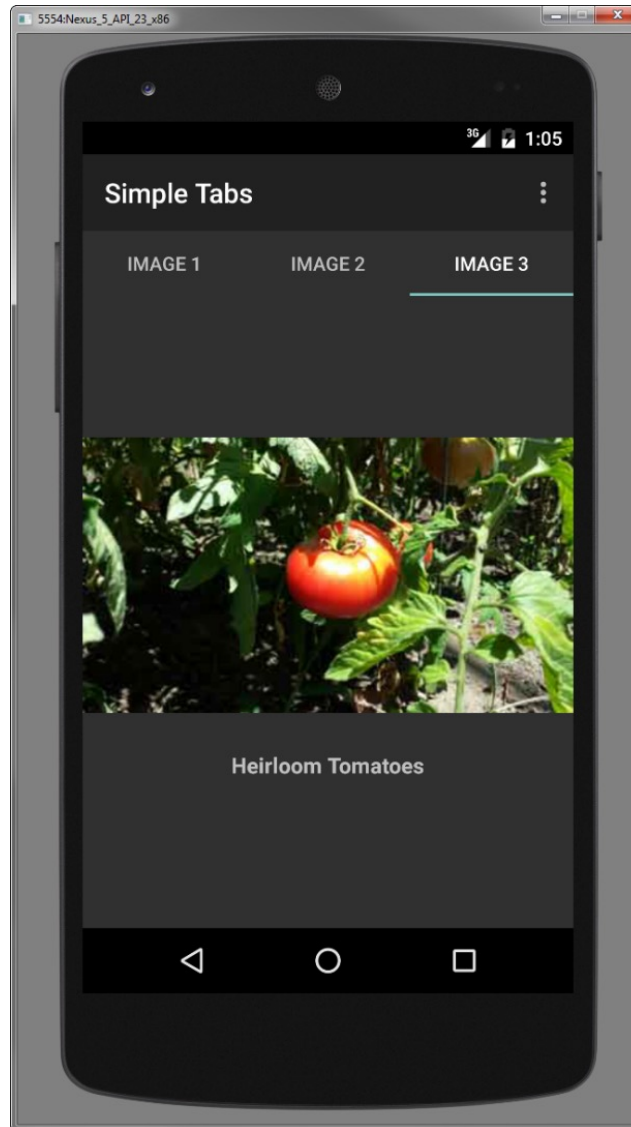 5554:Nexus_5_API_23_x86
3G 1:05
Simple Tabs
IMAGE 1 IMAGE 2 IMAGE 3
Heirloom Tomatoes